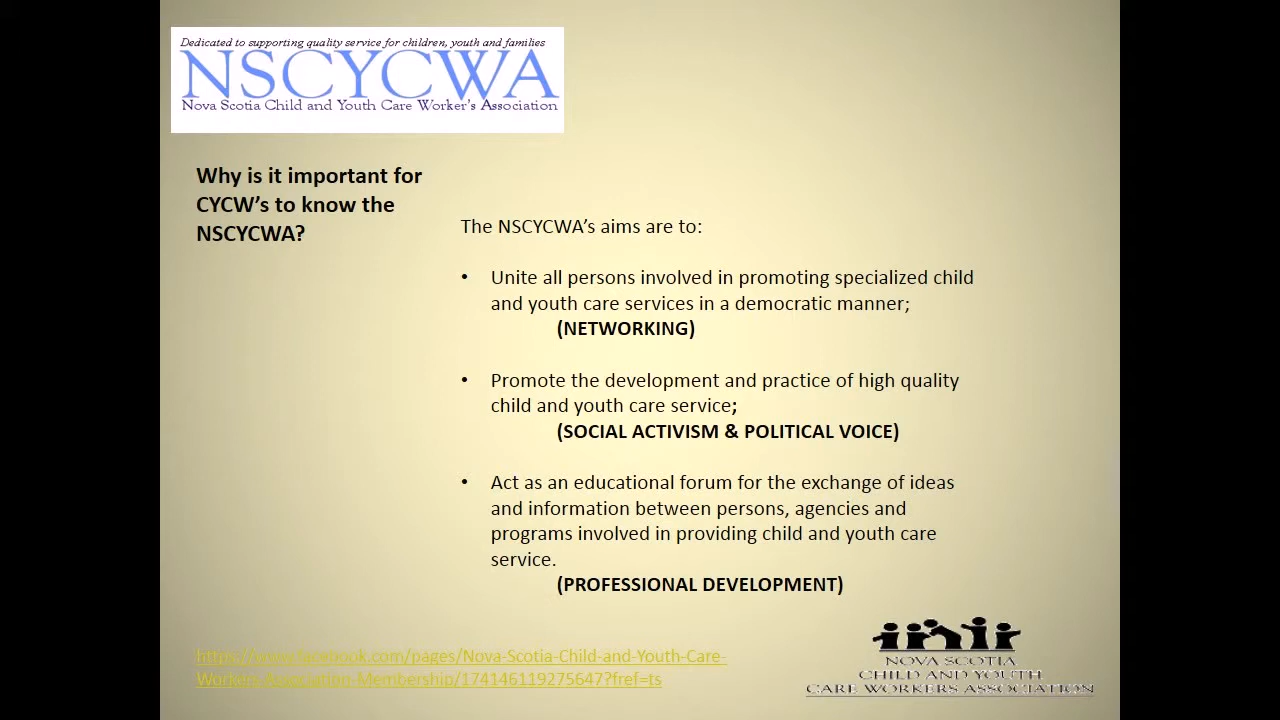 Dedicated to supporting quality service for children, youth and families
NSCYCWA
Nova Scotia Child and Youth Care Worker's Association
Why is it important for
CYCW's to know the
NSCYCWA?
The NSCYCWA's aims are to:
• Unite all persons involved in promoting specialized child
and youth care services in a democratic manner;
(NETWORKING)
• Promote the development and practice of high quality
child and youth care service;
(SOCIAL ACTIVISM & POLITICAL VOICE)
• Act as an educational forum for the exchange of ideas
and information between persons, agencies and
programs involved in providing child and youth care
service.
(PROFESSIONAL DEVELOPMENT)
https://www.facebook.com/pages/Nova-Scotia-Child-and-Youth-Care-
Workers-Association-Membership/174146119275647?fref=ts
NOVA SCOTIA
CHILD AND YOUTH
CARE WORKERS ASSOCIATION